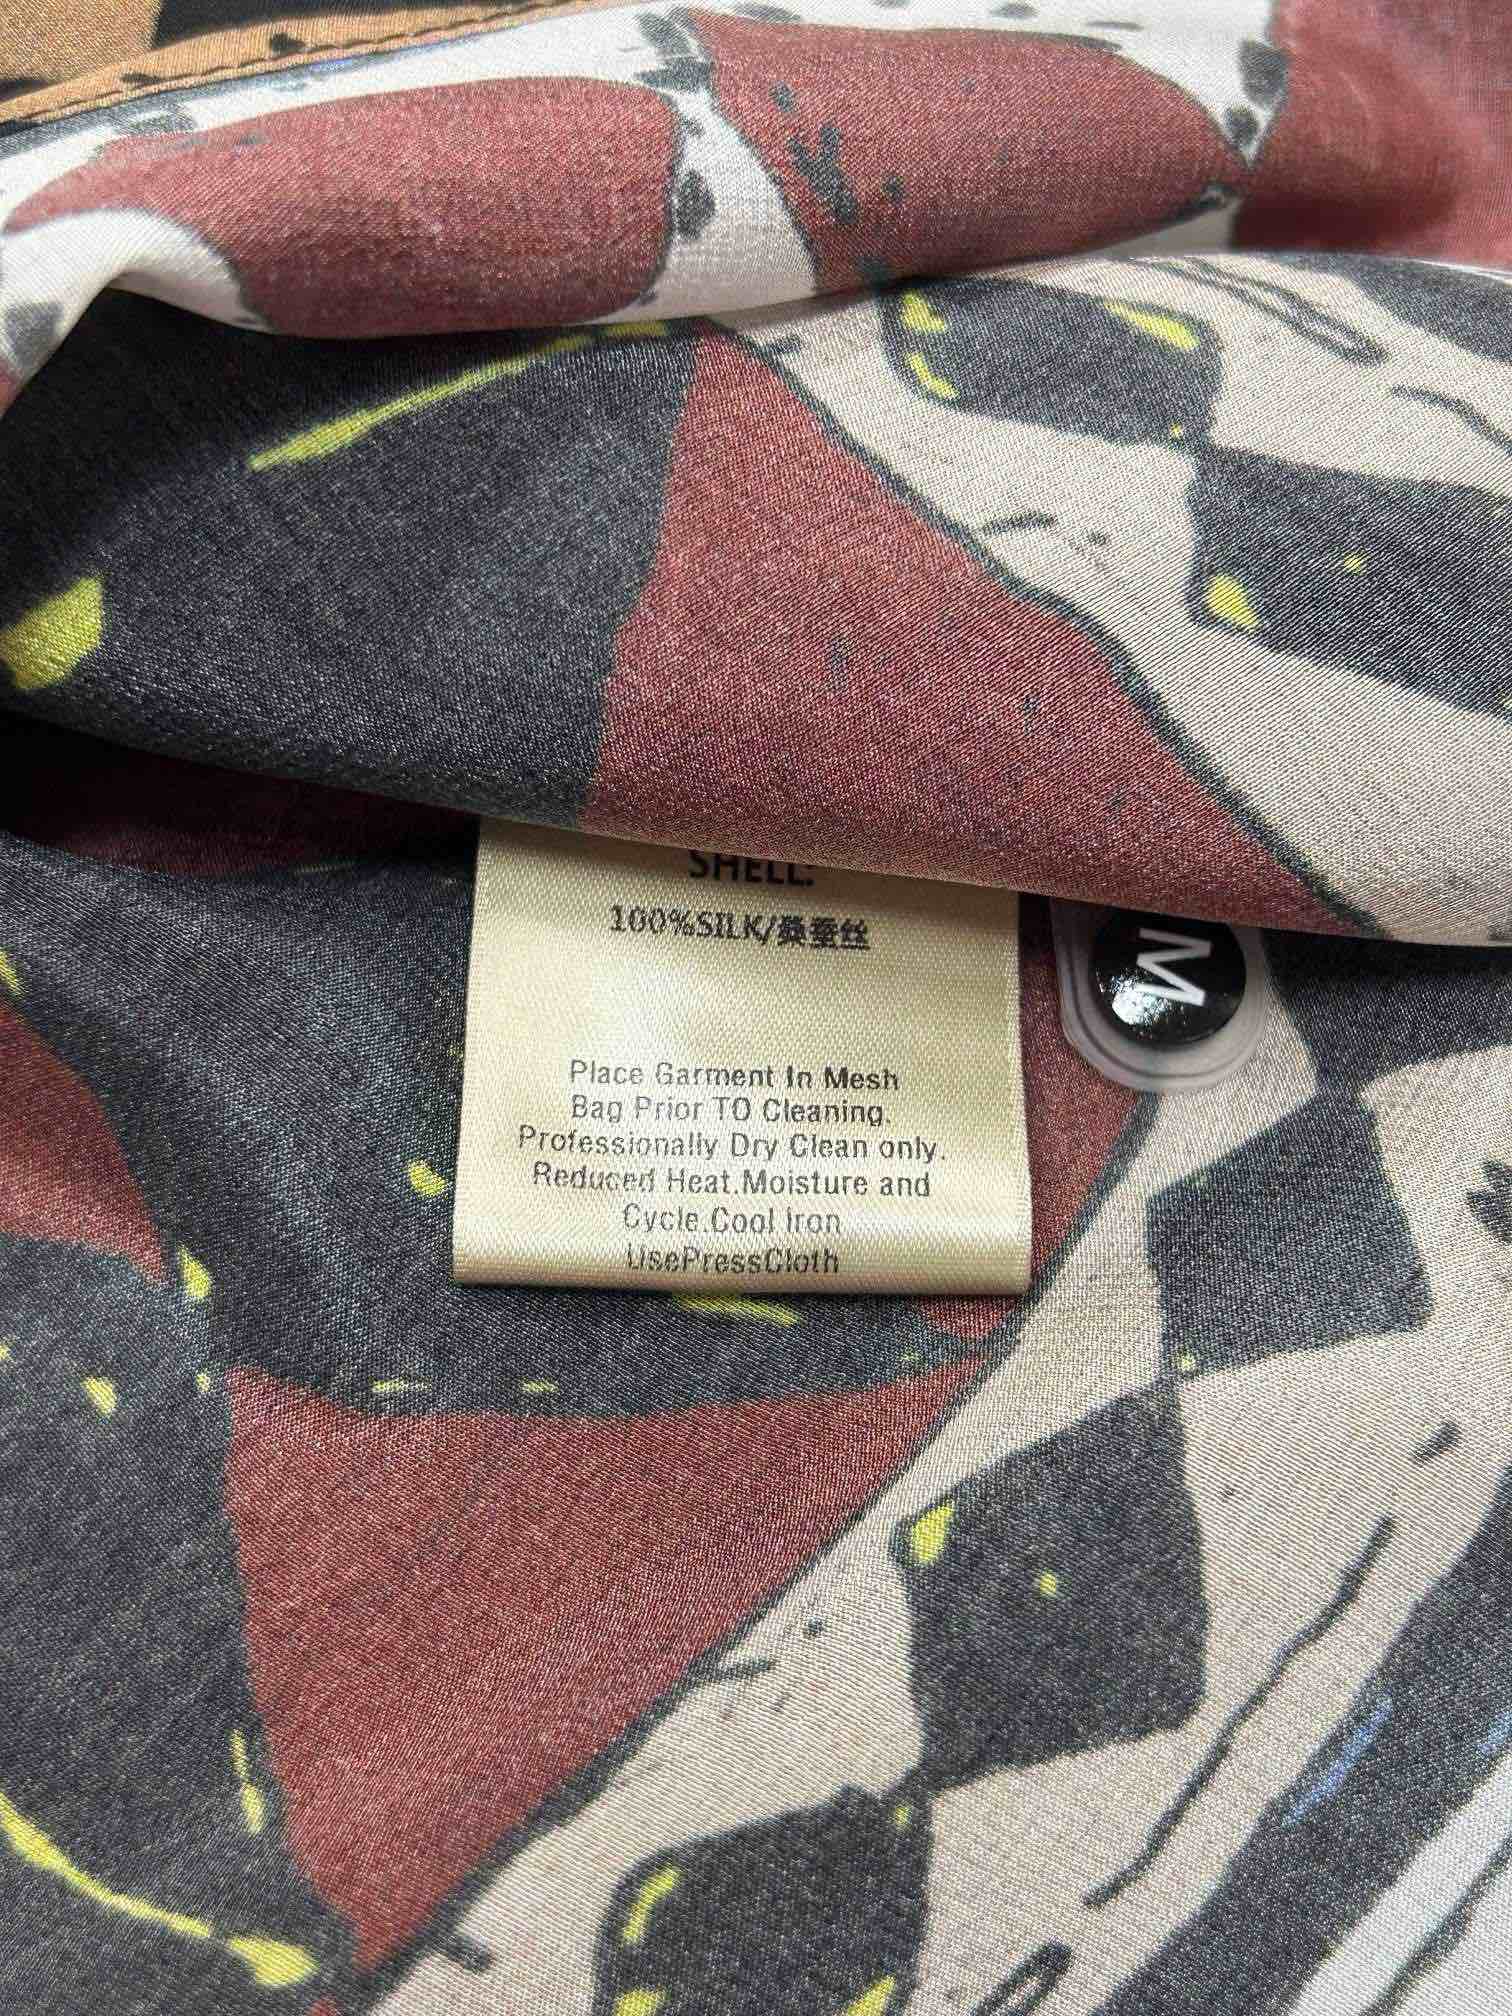 SHELL:
100%SILK/桑蚕丝
M
Place Garment In Mesh
Bag Prior TO Cleaning.
Professionally Dry Clean only.
Reduced Heat.Moisture and
Cycle.Cool Iron
UsePressCloth